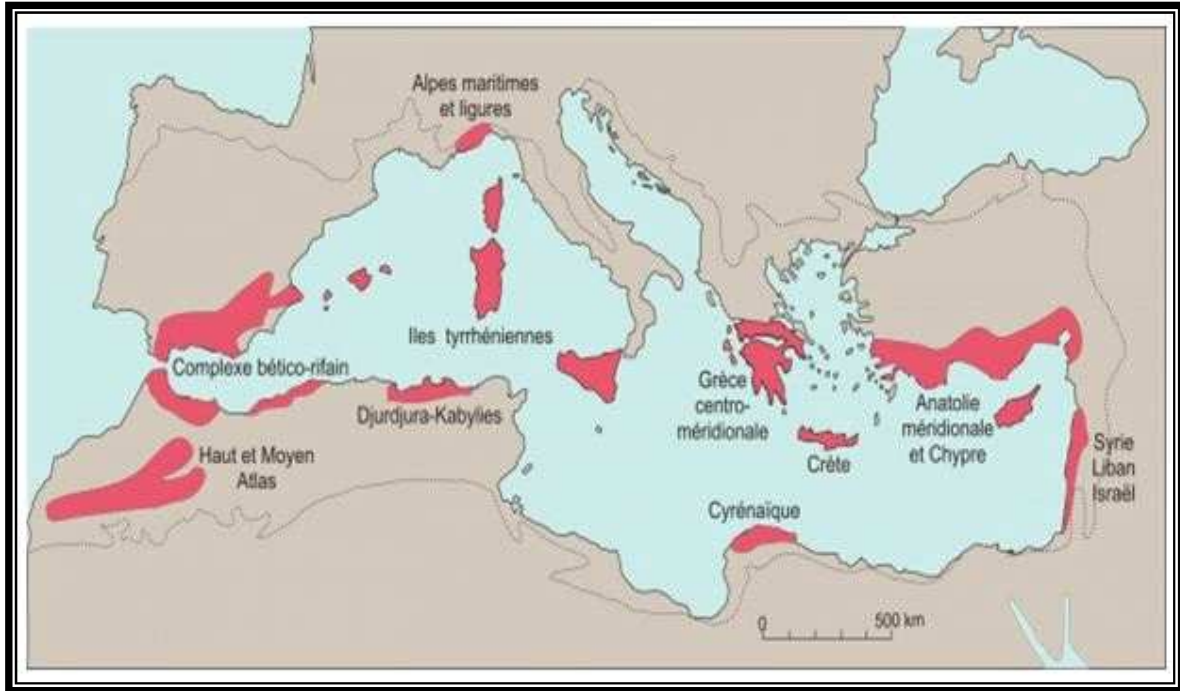 Alpes maritimes
et ligures
Iles tyrrhéniennes
Complexe bético-rifain
Djurdjura-Kabylies
Haut et Moyen
Atlas
Grèce
centro-
méridionale
Crète
Anatolie
méridionale
et Chypre
Syrie
Liban
Israël
Cyrénaïque
0
500 km